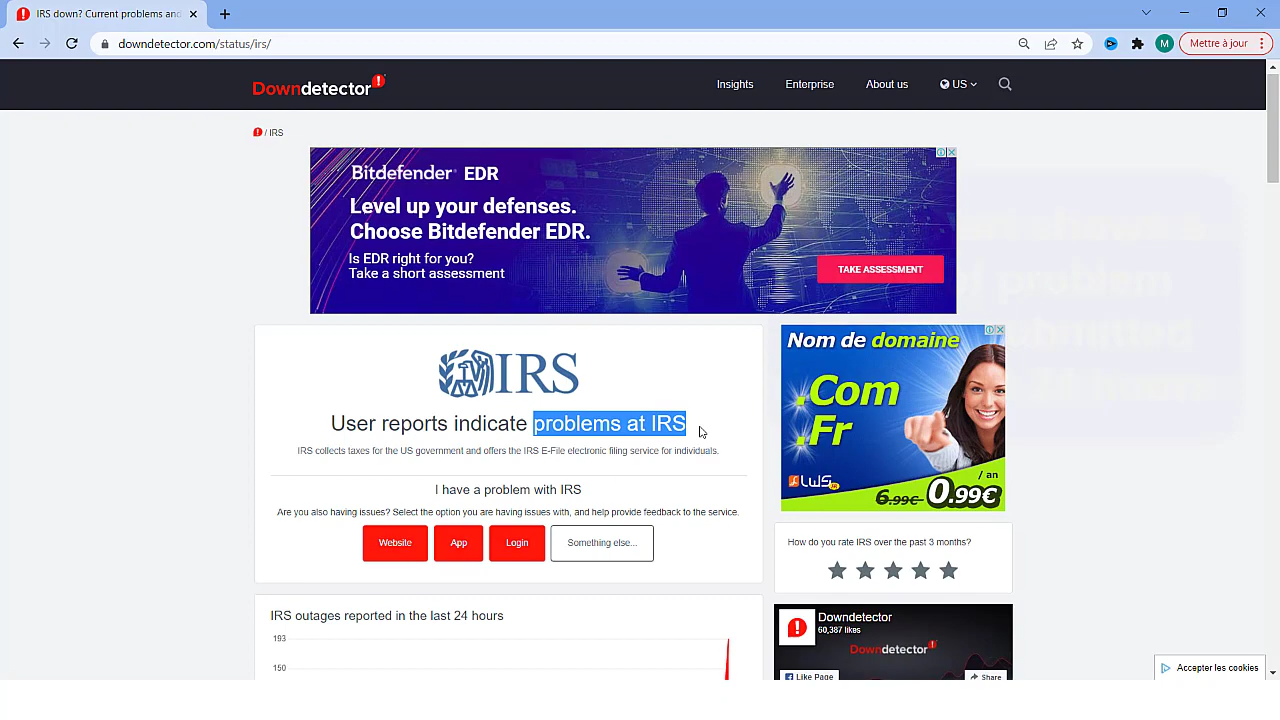 IRS down? Current problems and
downdetector.com/status/irs/
M
Mettre à jour
Downdetector
Insights
Enterprise
About us
US
/ IRS
Bitdefender EDR
Level up your defenses.
Choose Bitdefender EDR.
Is EDR right for you?
Take a short assessment
TAKE ASSESSMENT
problem
IRS
User reports indicate problems at IRS
IRS collects taxes for the US government and offers the IRS E-File electronic filing service for individuals.
I have a problem with IRS
Are you also having issues? Select the option you are having issues with, and help provide feedback to the service.
Website
App
Login
Something else...
Nom de domaine
.Com
.Fr
LWS
/ an
6.99€
0.99€
How do you rate IRS over the past 3 months?
IRS outages reported in the last 24 hours
193
150
Downdetector
60,387 likes
Downdetector
Like Page
Share
Accepter les cookies